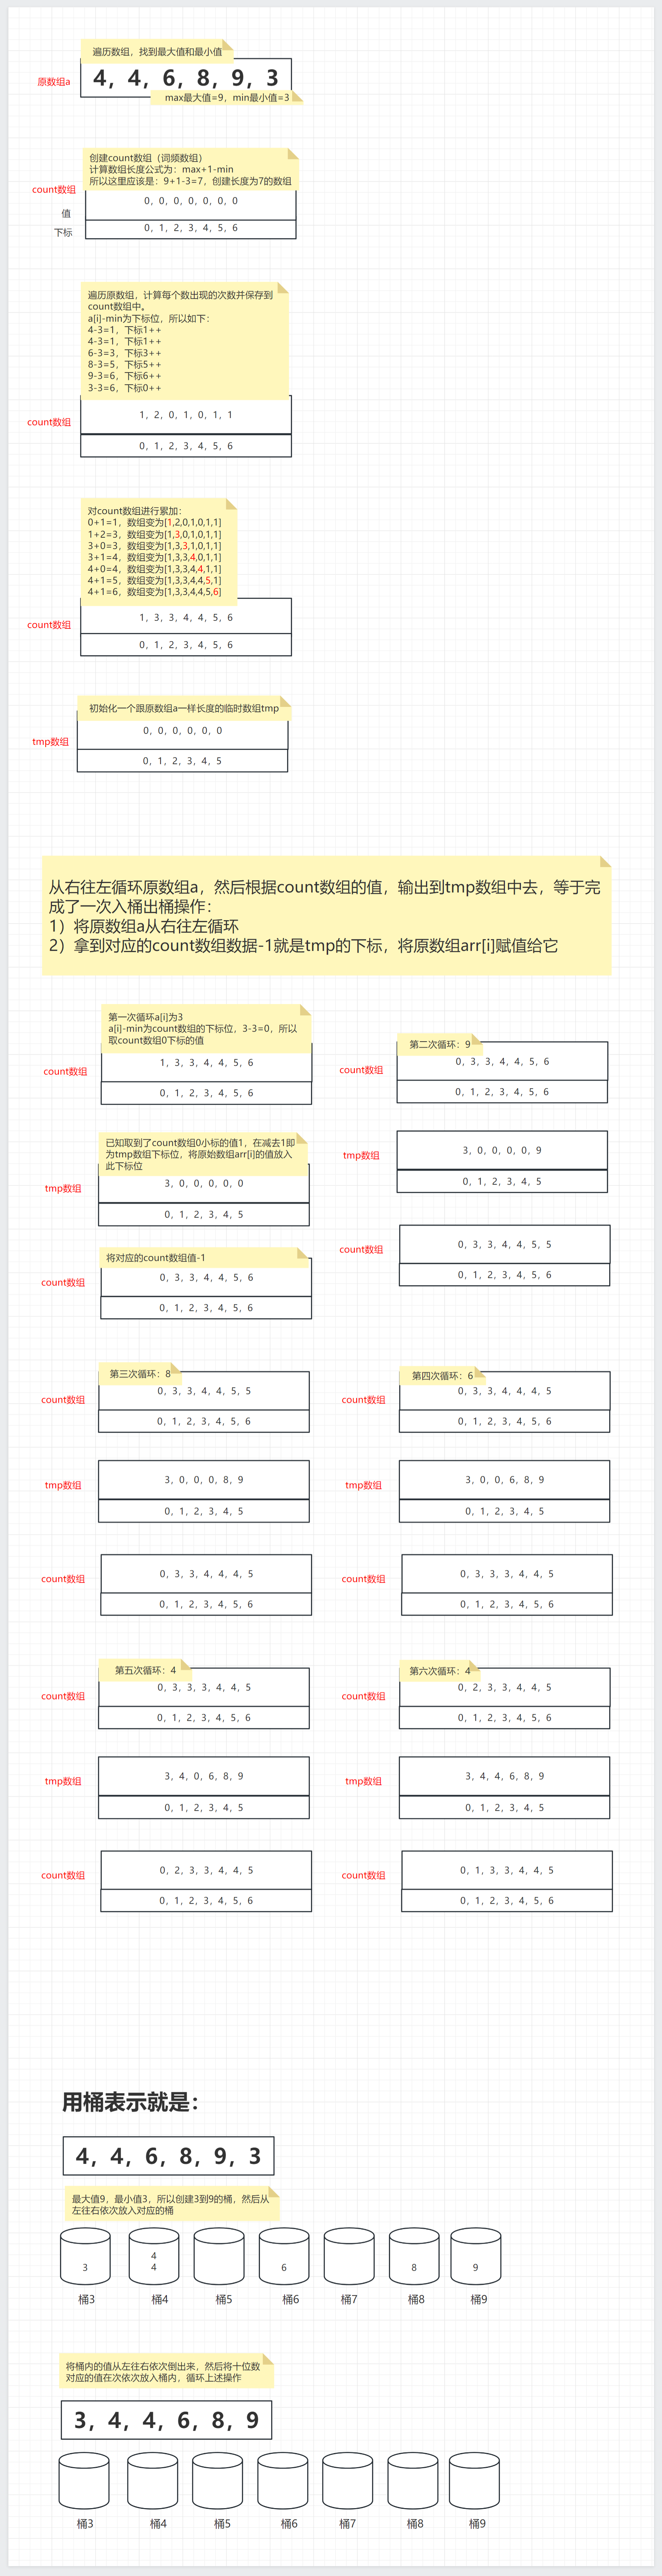 遍历数组，找到最大值和最小值
原数组a
4，4，6，8，9，3
max最大值=9，min最小值=3
创建count数组（词频数组）
计算数组长度公式为：max+1-min
所以这里应该是：9+1-3=7，创建长度为7的数组
count数组
0，0，0，0，0，0，0
值
下标
0，1，2，3，4，5，6
遍历原数组，计算每个数出现的次数并保存到
count数组中。
a[i]-min为下标位，所以如下：
4-3=1，下标1++
4-3=1，下标1++
6-3=3，下标3++
8-3=5，下标5++
9-3=6，下标6++
3-3=6，下标0++
count数组
1，2，0，1，0，1，1
0，1，2，3，4，5，6
对count数组进行累加：
0+1=1，数组变为[1,2,0,1,0,1,1]
1+2=3，数组变为[1,3,0,1,0,1,1]
3+0=3，数组变为[1,3,3,1,0,1,1]
3+1=4，数组变为[1,3,3,4,0,1,1]
4+0=4，数组变为[1,3,3,4,4,1,1]
4+1=5，数组变为[1,3,3,4,4,5,1]
4+1=6，数组变为[1,3,3,4,4,5,6]
count数组
1，3，3，4，4，5，6
0，1，2，3，4，5，6
初始化一个跟原数组a一样长度的临时数组tmp
tmp数组
0，0，0，0，0，0
0，1，2，3，4，5
从右往左循环原数组a，然后根据count数组的值，输出到tmp数组中去，等于完
成了一次入桶出桶操作：
1）将原数组a从右往左循环
2）拿到对应的count数组数据-1就是tmp的下标，将原数组arr[i]赋值给它
第一次循环a[i]为3
a[i]-min为count数组的下标位，3-3=0，所以
取count数组0下标的值
count数组
1，3，3，4，4，5，6
0，1，2，3，4，5，6
已知取到了count数组0小标的值1，在减去1即
为tmp数组下标位，将原始数组arr[i]的值放入
此下标位
tmp数组
3，0，0，0，0，0
0，1，2，3，4，5
将对应的count数组值-1
count数组
0，3，3，4，4，5，6
0，1，2，3，4，5，6
第二次循环：9
count数组
0，3，3，4，4，5，6
0，1，2，3，4，5，6
tmp数组
3，0，0，0，0，9
0，1，2，3，4，5
count数组
0，3，3，4，4，5，5
0，1，2，3，4，5，6
第三次循环：8
count数组
0，3，3，4，4，5，5
0，1，2，3，4，5，6
tmp数组
3，0，0，0，8，9
0，1，2，3，4，5
count数组
0，3，3，4，4，4，5
0，1，2，3，4，5，6
第四次循环：6
count数组
0，3，3，4，4，4，5
0，1，2，3，4，5，6
tmp数组
3，0，0，6，8，9
0，1，2，3，4，5
count数组
0，3，3，3，4，4，5
0，1，2，3，4，5，6
第五次循环：4
count数组
0，3，3，3，4，4，5
0，1，2，3，4，5，6
tmp数组
3，4，0，6，8，9
0，1，2，3，4，5
count数组
0，2，3，3，4，4，5
0，1，2，3，4，5，6
第六次循环：4
count数组
0，2，3，3，4，4，5
0，1，2，3，4，5，6
tmp数组
3，4，4，6，8，9
0，1，2，3，4，5
count数组
0，1，3，3，4，4，5
0，1，2，3，4，5，6
用桶表示就是：
4，4，6，8，9，3
最大值9，最小值3，所以创建3到9的桶，然后从
左往右依次放入对应的桶
4
3 4 6 8 9
桶3 桶4 桶5 桶6 桶7 桶8 桶9
将桶内的值从左往右依次倒出来，然后将十位数
对应的值在次依次放入桶内，循环上述操作
3，4，4，6，8，9
桶3 桶4 桶5 桶6 桶7 桶8 桶9